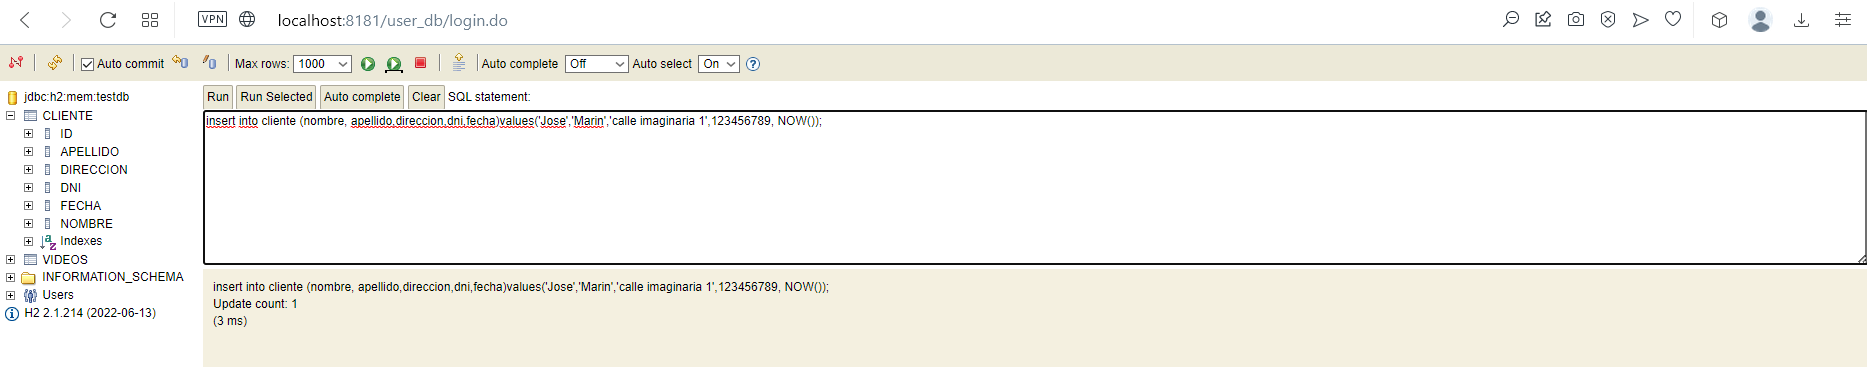 VPN localhost:8181/user_db/login.do
Auto commit Max rows: 1000 Auto complete Off Auto select On
jdbc:h2:mem:testdb
CLIENTE
ID
APELLIDO
DIRECCION
DNI
FECHA
NOMBRE
Indexes
VIDEOS
INFORMATION_SCHEMA
Users
H2 2.1.214 (2022-06-13)
Run Run Selected Auto complete Clear SQL statement:
insert into cliente (nombre, apellido,direccion,dni,fecha)values('Jose','Marin','calle imaginaria 1',123456789, NOW());
insert into cliente (nombre, apellido,direccion,dni,fecha)values('Jose','Marin','calle imaginaria 1',123456789, NOW());
Update count: 1
(3 ms)